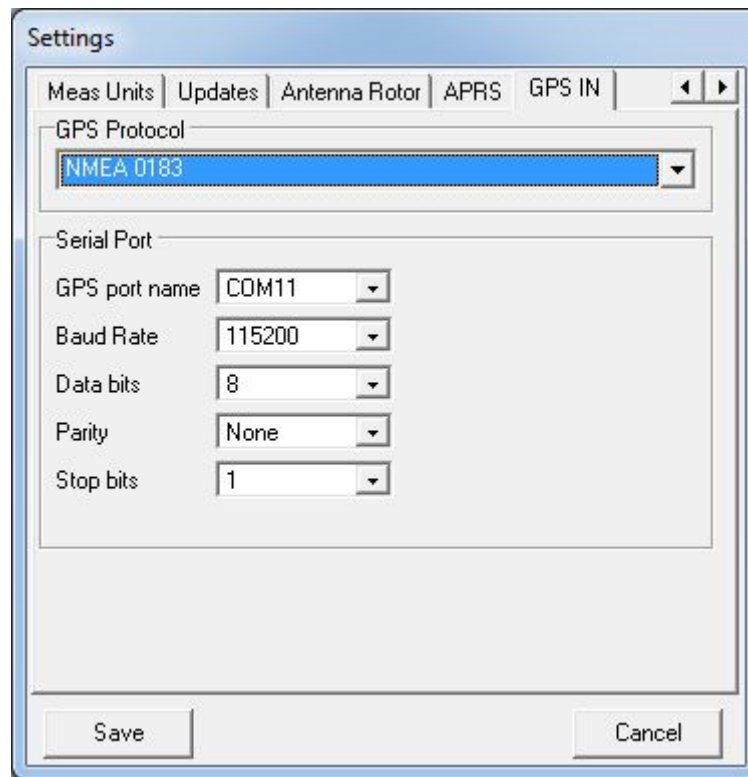 Settings
Meas Units Updates Antenna Rotor APRS GPS IN
GPS Protocol
NMEA 0183
Serial Port
GPS port name COM11
Baud Rate 115200
Data bits 8
Parity None
Stop bits 1
Save Cancel